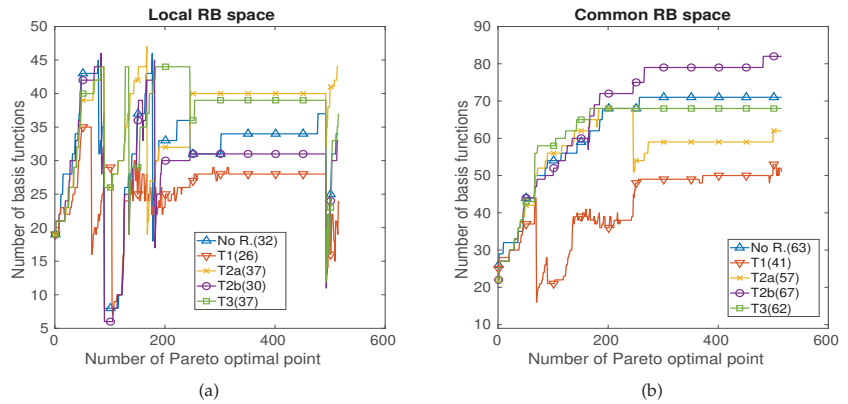 Local RB space
50
45
40
35
30
25
20
15
10
5
0
200
400
600
Number of basis functions
Number of Pareto optimal point
No R.(32)
T1(26)
T2a(37)
T2b(30)
T3(37)
(a)
Common RB space
90
80
70
60
50
40
30
20
10
0
200
400
600
Number of basis functions
Number of Pareto optimal point
No R.(63)
T1(41)
T2a(57)
T2b(67)
T3(62)
(b)